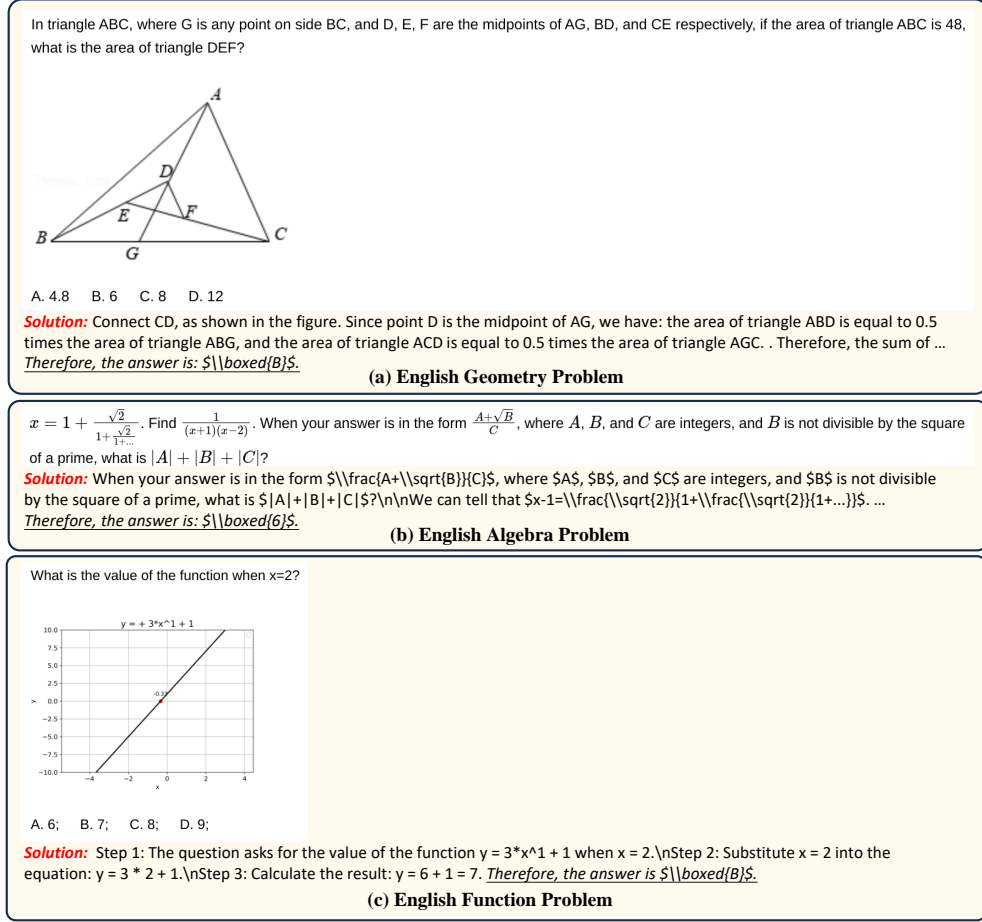 In triangle ABC, where G is any point on side BC, and D, E, F are the midpoints of AG, BD, and CE respectively, if the area of triangle ABC is 48,
what is the area of triangle DEF?
A
D
E
F
B
C
G
A. 4.8 B. 6 C. 8 D. 12
Solution: Connect CD, as shown in the figure. Since point D is the midpoint of AG, we have: the area of triangle ABD is equal to 0.5
times the area of triangle ABG, and the area of triangle ACD is equal to 0.5 times the area of triangle AGC. . Therefore, the sum of ...
Therefore, the answer is: $\\boxed{B}$.
(a) English Geometry Problem
x = 1 + \frac{\sqrt{2}}{1+\frac{\sqrt{2}}{1+...}}. Find \frac{1}{(x+1)(x-2)}. When your answer is in the form \frac{A+\sqrt{B}}{C}, where A, B, and C are integers, and B is not divisible by the square
of a prime, what is |A| + |B| + |C|?
Solution: When your answer is in the form $\\frac{A+\\sqrt{B}}{C}$, where $A$, $B$, and $C$ are integers, and $B$ is not divisible
by the square of a prime, what is $|A|+|B|+|C|$?\n\nWe can tell that $x-1=\\frac{\\sqrt{2}}{1+\\frac{\\sqrt{2}}{1+...}}$. ...
Therefore, the answer is: $\\boxed{6}$.
(b) English Algebra Problem
What is the value of the function when x=2?
y = + 3*x^1 + 1
10.0
7.5
5.0
2.5
0.0
−2.5
−5.0
−7.5
−10.0
y
-0.33
−4 −2 0 2 4
x
A. 6; B. 7; C. 8; D. 9;
Solution: Step 1: The question asks for the value of the function y = 3*x^1 + 1 when x = 2.\nStep 2: Substitute x = 2 into the
equation: y = 3 * 2 + 1.\nStep 3: Calculate the result: y = 6 + 1 = 7. Therefore, the answer is $\\boxed{B}$.
(c) English Function Problem